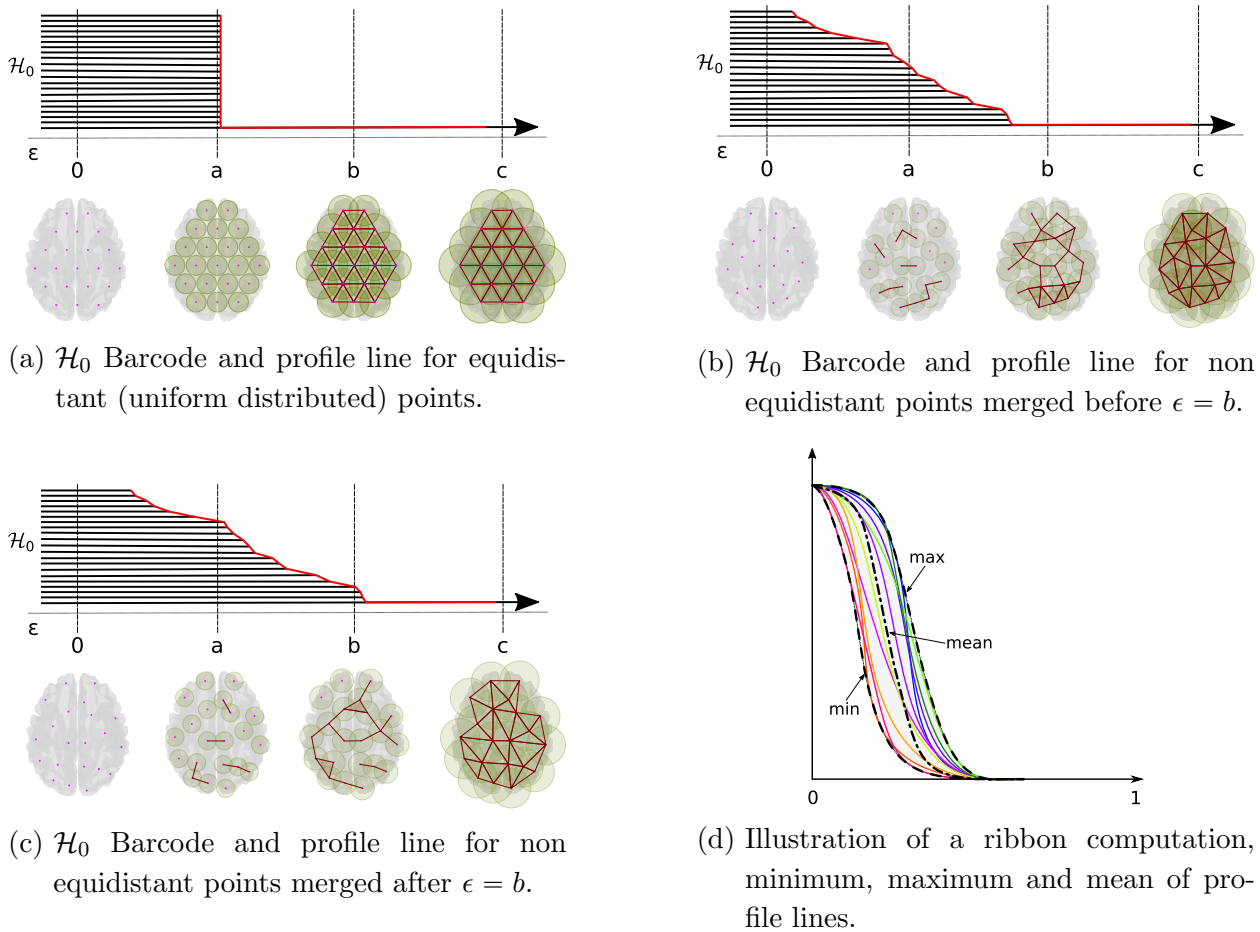 ℋ₀
ε
0 a b c
(a) ℋ₀ Barcode and profile line for equidis-
tant (uniform distributed) points.
ℋ₀
ε
0 a b c
(b) ℋ₀ Barcode and profile line for non
equidistant points merged before ϵ = b.
ℋ₀
ε
0 a b c
(c) ℋ₀ Barcode and profile line for non
equidistant points merged after ϵ = b.
max
mean
min
0 1
(d) Illustration of a ribbon computation,
minimum, maximum and mean of pro-
file lines.